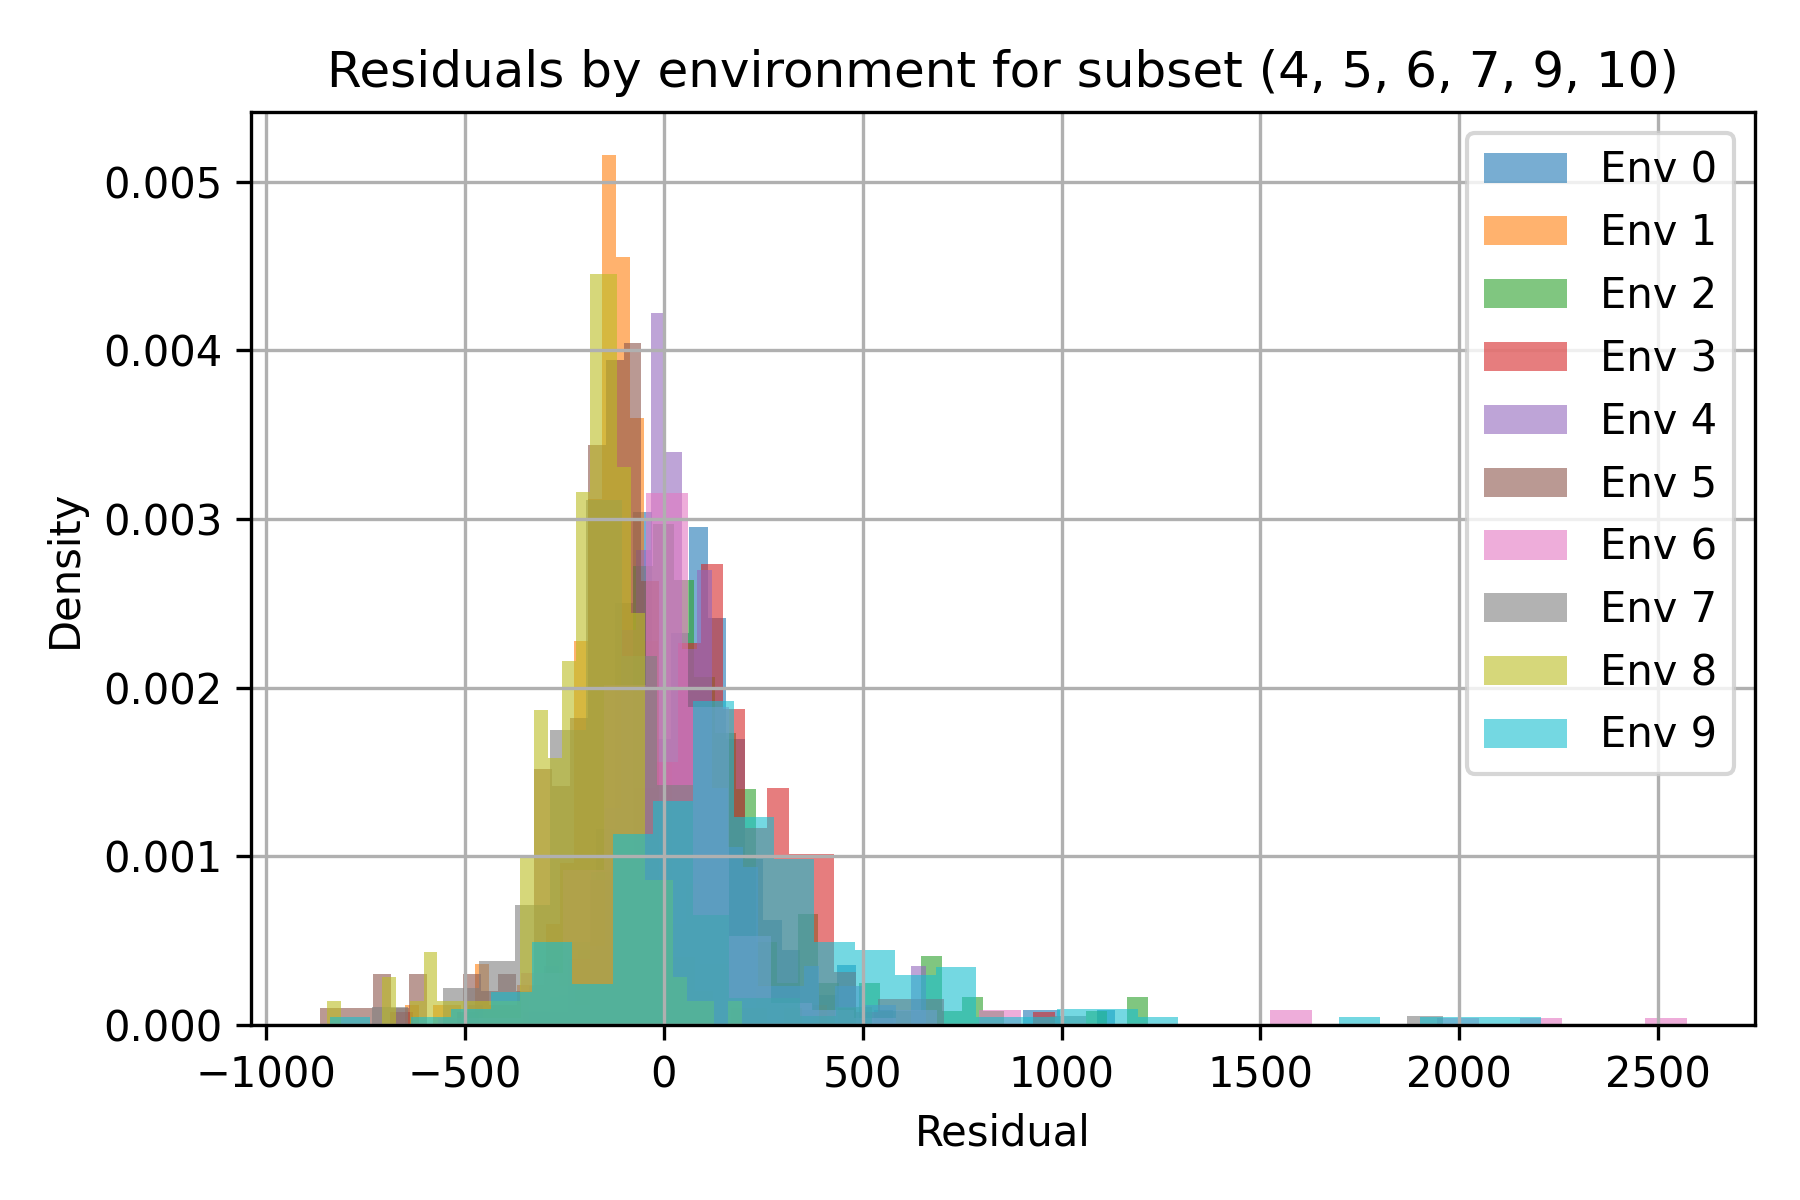 Residuals by environment for subset (4, 5, 6, 7, 9, 10)
0.005
0.004
0.003
0.002
0.001
0.000
Density
−1000
−500
0
500
1000
1500
2000
2500
Residual
Env 0
Env 1
Env 2
Env 3
Env 4
Env 5
Env 6
Env 7
Env 8
Env 9